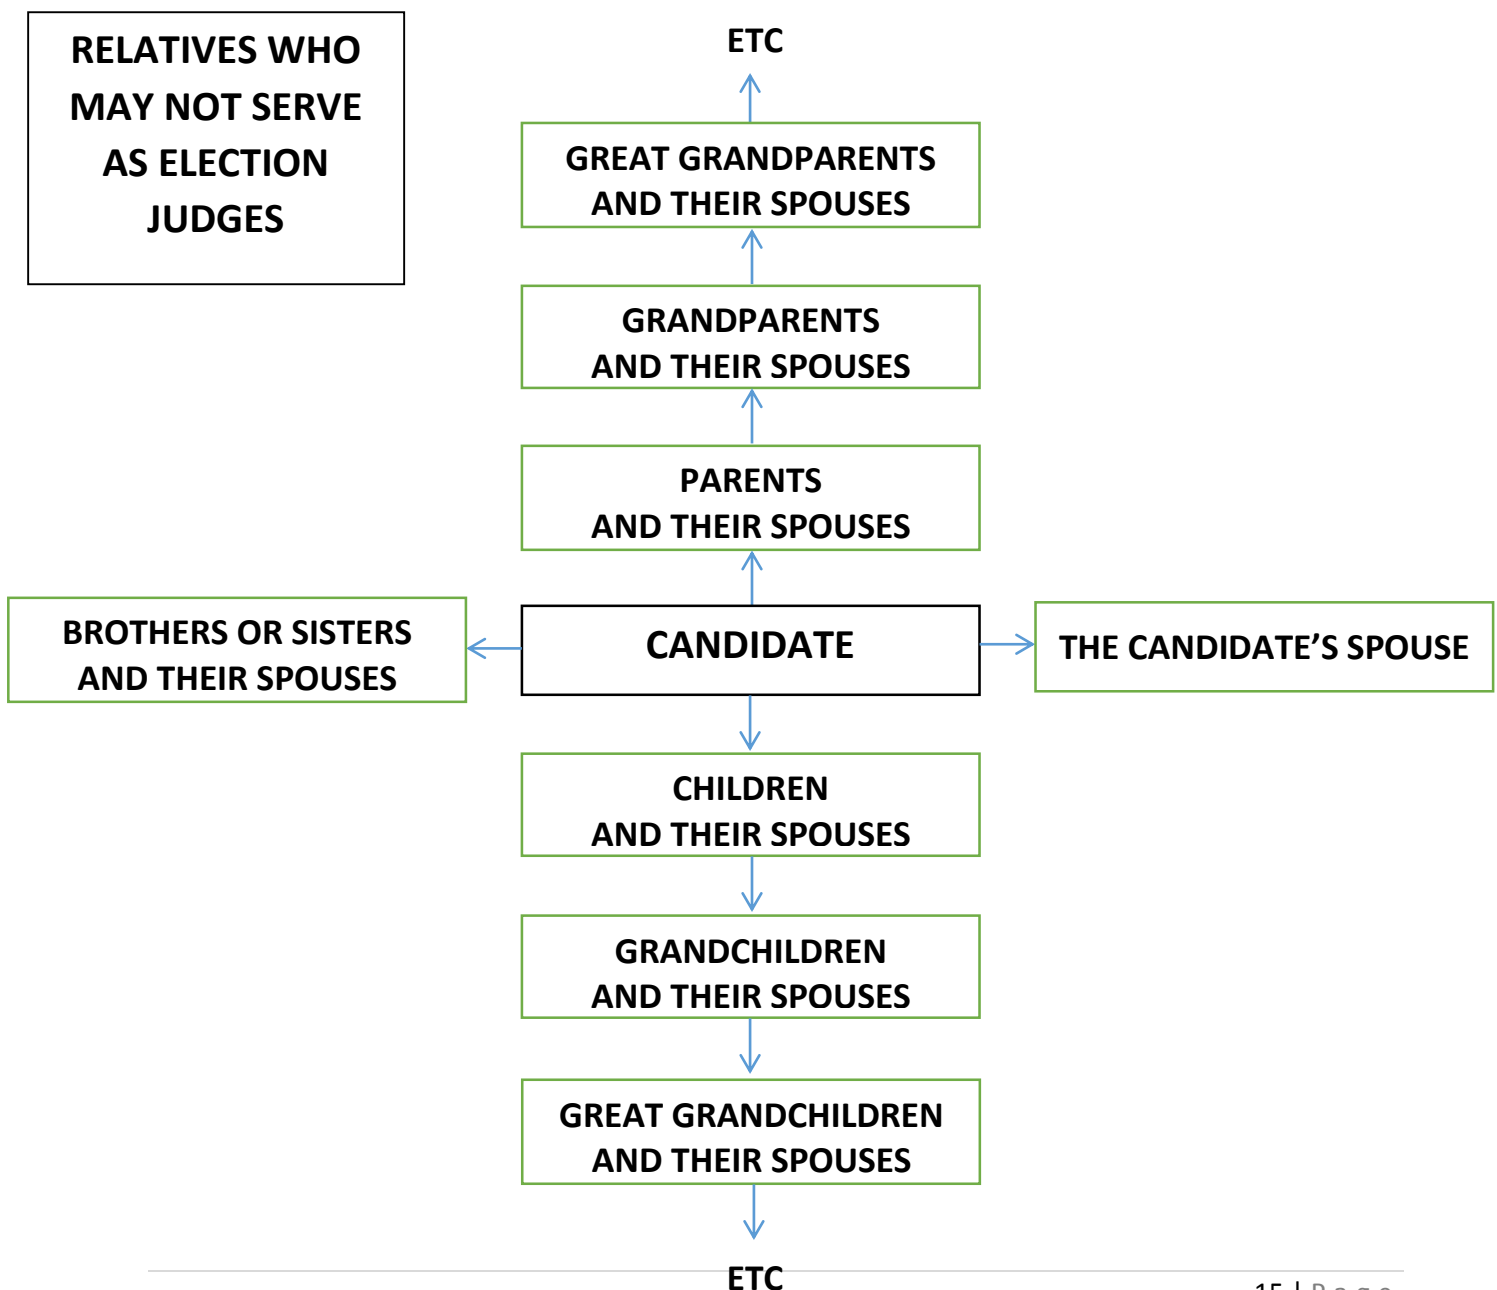 RELATIVES WHO
MAY NOT SERVE
AS ELECTION
JUDGES
ETC
GREAT GRANDPARENTS
AND THEIR SPOUSES
GRANDPARENTS
AND THEIR SPOUSES
PARENTS
AND THEIR SPOUSES
BROTHERS OR SISTERS
AND THEIR SPOUSES
CANDIDATE
THE CANDIDATE’S SPOUSE
CHILDREN
AND THEIR SPOUSES
GRANDCHILDREN
AND THEIR SPOUSES
GREAT GRANDCHILDREN
AND THEIR SPOUSES
ETC
15 | P a g e